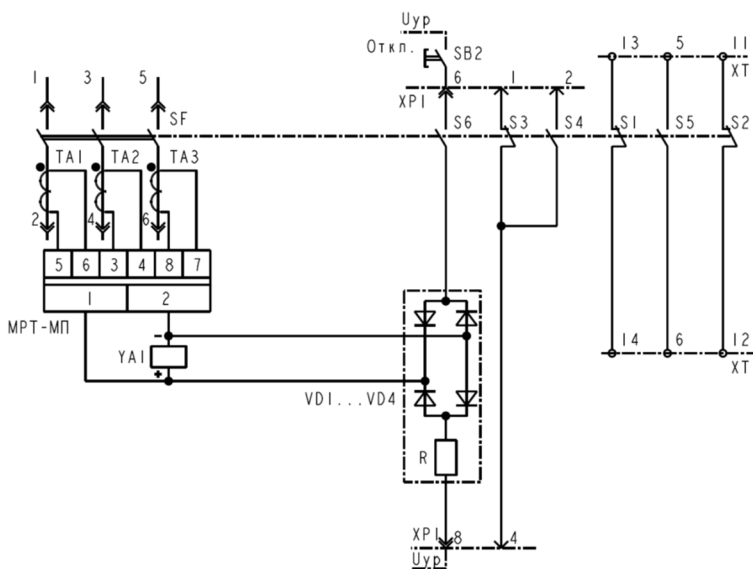 Uур
Откл.
SB2
13 5 11
XT
1 3 5
6 1 2
XP1
SF
S6 S3 S4 S1 S5 S2
TA1 TA2 TA3
2 4 6
5 6 3 4 8 7
1 2
МРТ-МП
-
YA1
+
14 6 12
XT
VD1...VD4
R
XP1 8 4
Uур